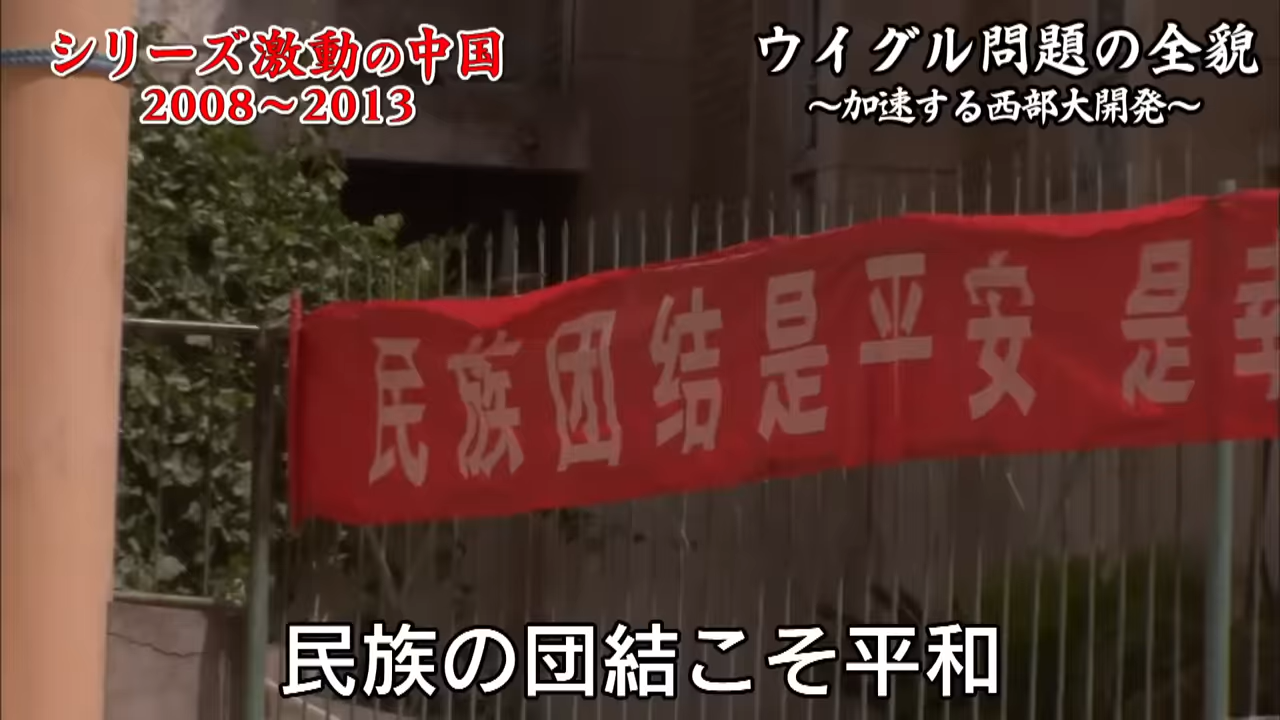 シリーズ激動の中国
2008～2013
ウイグル問題の全貌
～加速する西部大開発～
民族团结是平安 是
民族の団結こそ平和